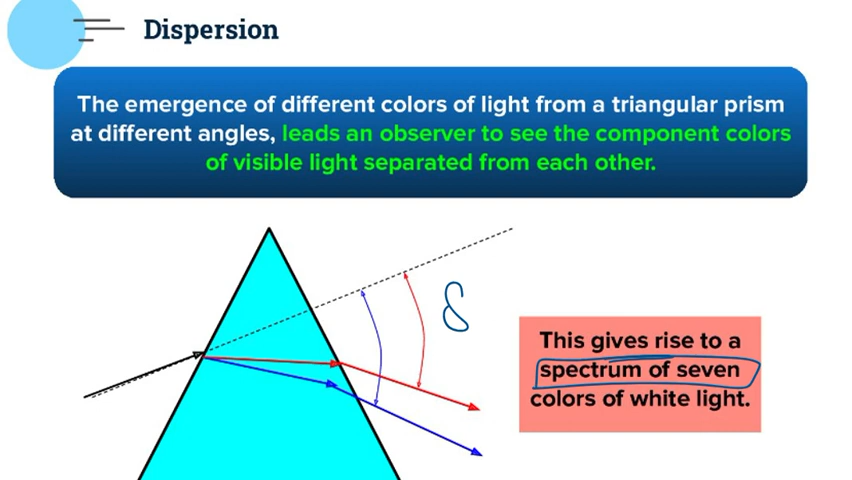 Dispersion
The emergence of different colors of light from a triangular prism
at different angles, leads an observer to see the component colors
of visible light separated from each other.
δ
This gives rise to a
spectrum of seven
colors of white light.